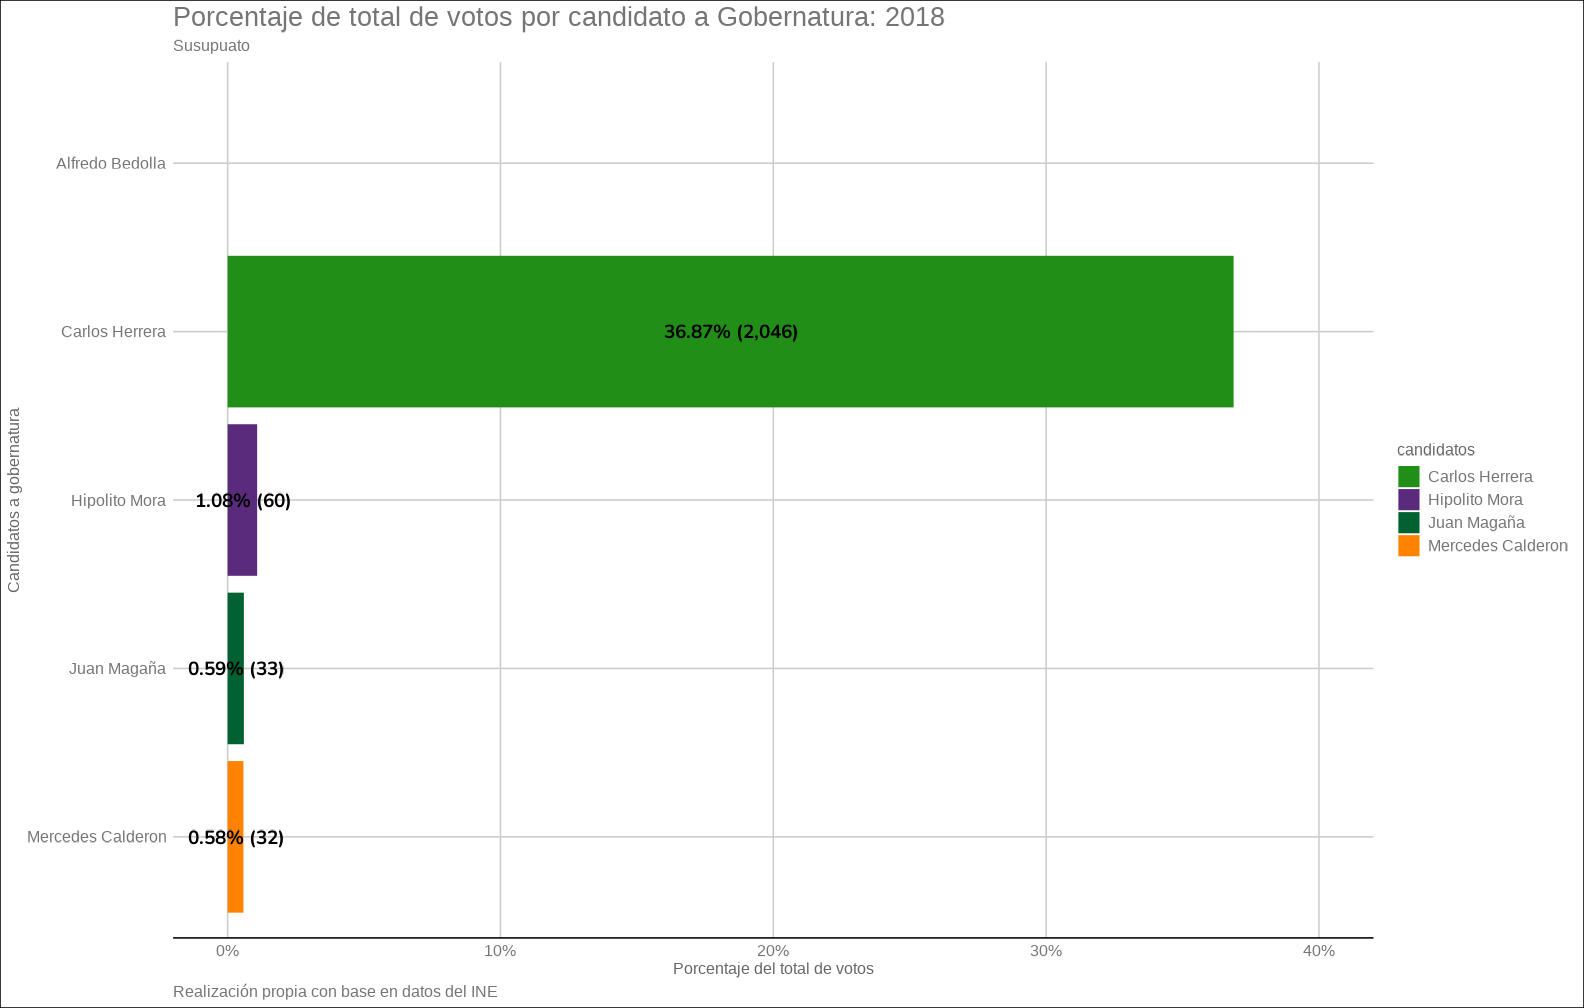 Porcentaje de total de votos por candidato a Gobernatura: 2018
Susupuato
Candidatos a gobernatura
Alfredo Bedolla
Carlos Herrera
36.87% (2,046)
Hipolito Mora
1.08% (60)
Juan Magaña
0.59% (33)
Mercedes Calderon
0.58% (32)
candidatos
Carlos Herrera
Hipolito Mora
Juan Magaña
Mercedes Calderon
0% 10% 20% 30% 40%
Porcentaje del total de votos
Realización propia con base en datos del INE